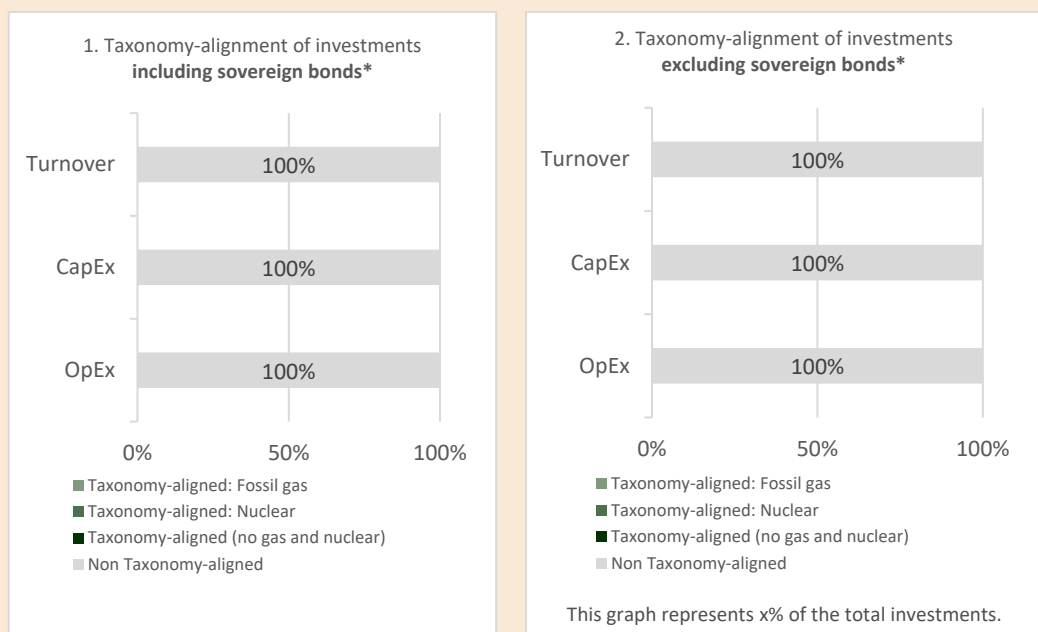 1. Taxonomy-alignment of investments
including sovereign bonds*
Turnover
100%
CapEx
100%
OpEx
100%
0%
50%
100%
Taxonomy-aligned: Fossil gas
Taxonomy-aligned: Nuclear
Taxonomy-aligned (no gas and nuclear)
Non Taxonomy-aligned
2. Taxonomy-alignment of investments
excluding sovereign bonds*
Turnover
100%
CapEx
100%
OpEx
100%
0%
50%
100%
Taxonomy-aligned: Fossil gas
Taxonomy-aligned: Nuclear
Taxonomy-aligned (no gas and nuclear)
Non Taxonomy-aligned
This graph represents x% of the total investments.